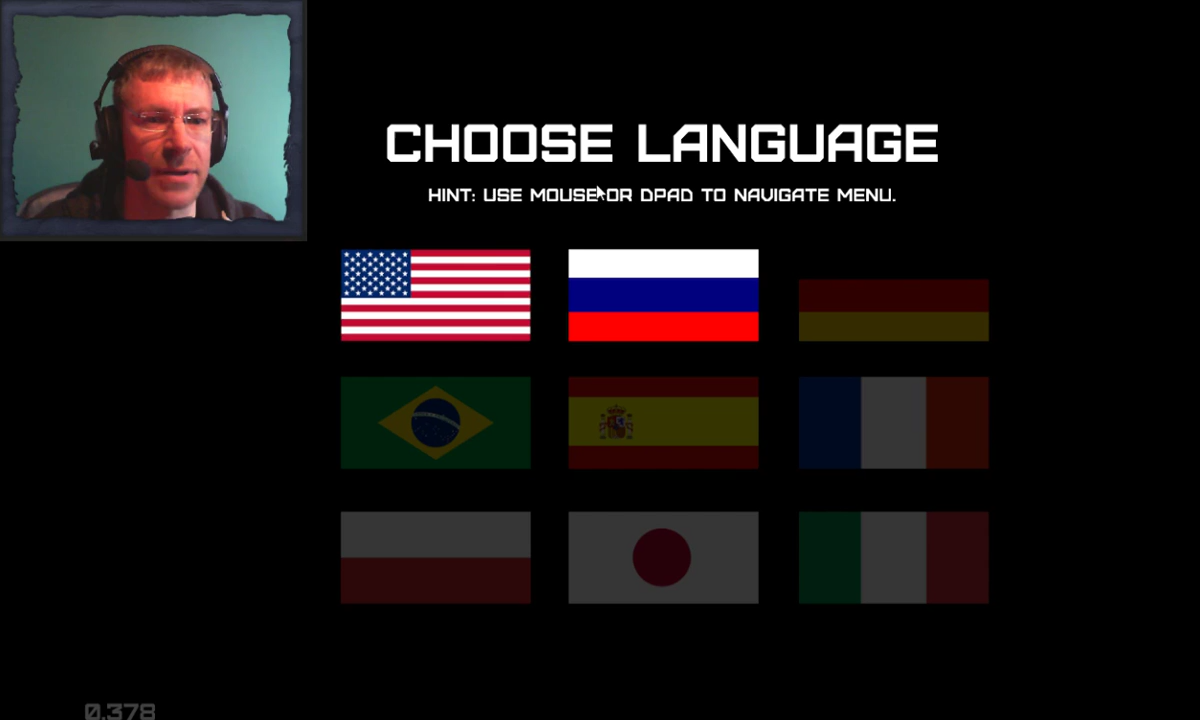 CHOOSE LANGUAGE
HINT: USE MOUSE OR DPAD TO NAVIGATE MENU.
0.378